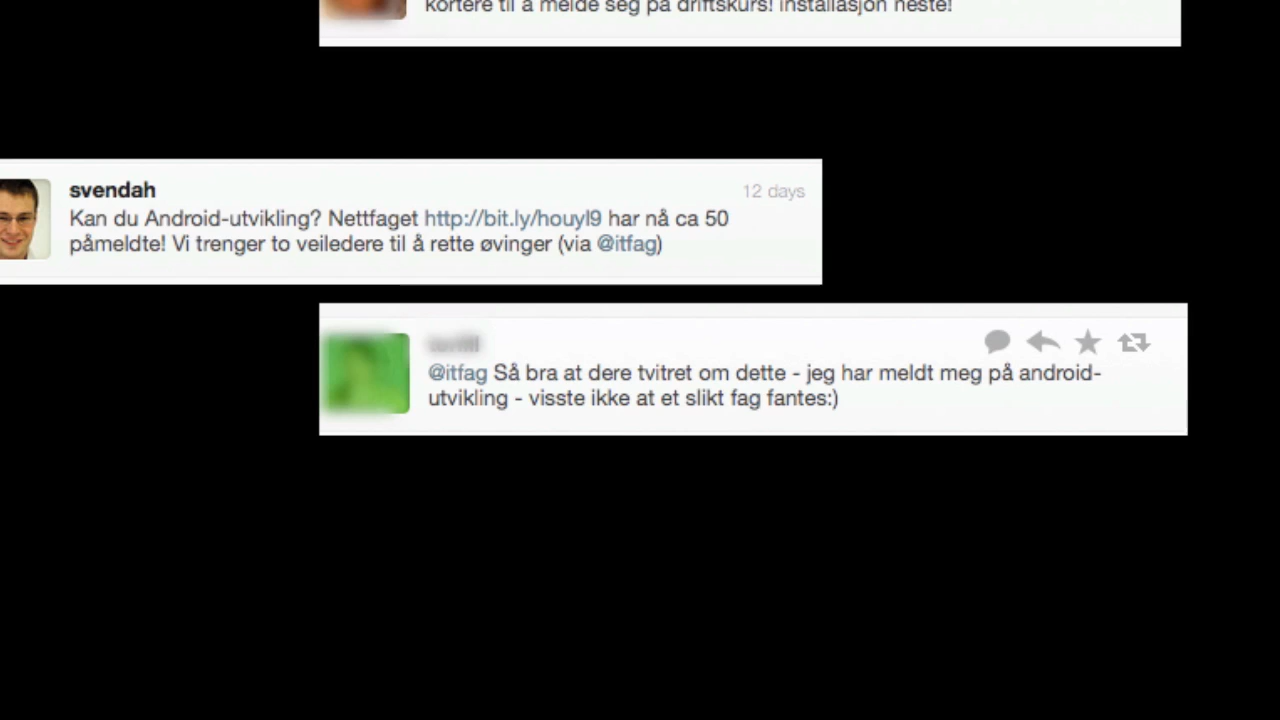 kortere til å melde seg på driftskurs! installasjon neste!
svendah
12 days
Kan du Android-utvikling? Nettfaget http://bit.ly/houyI9 har nå ca 50
påmeldte! Vi trenger to veiledere til å rette øvinger (via @itfag)
@itfag Så bra at dere tvitret om dette - jeg har meldt meg på android-
utvikling - visste ikke at et slikt fag fantes:)